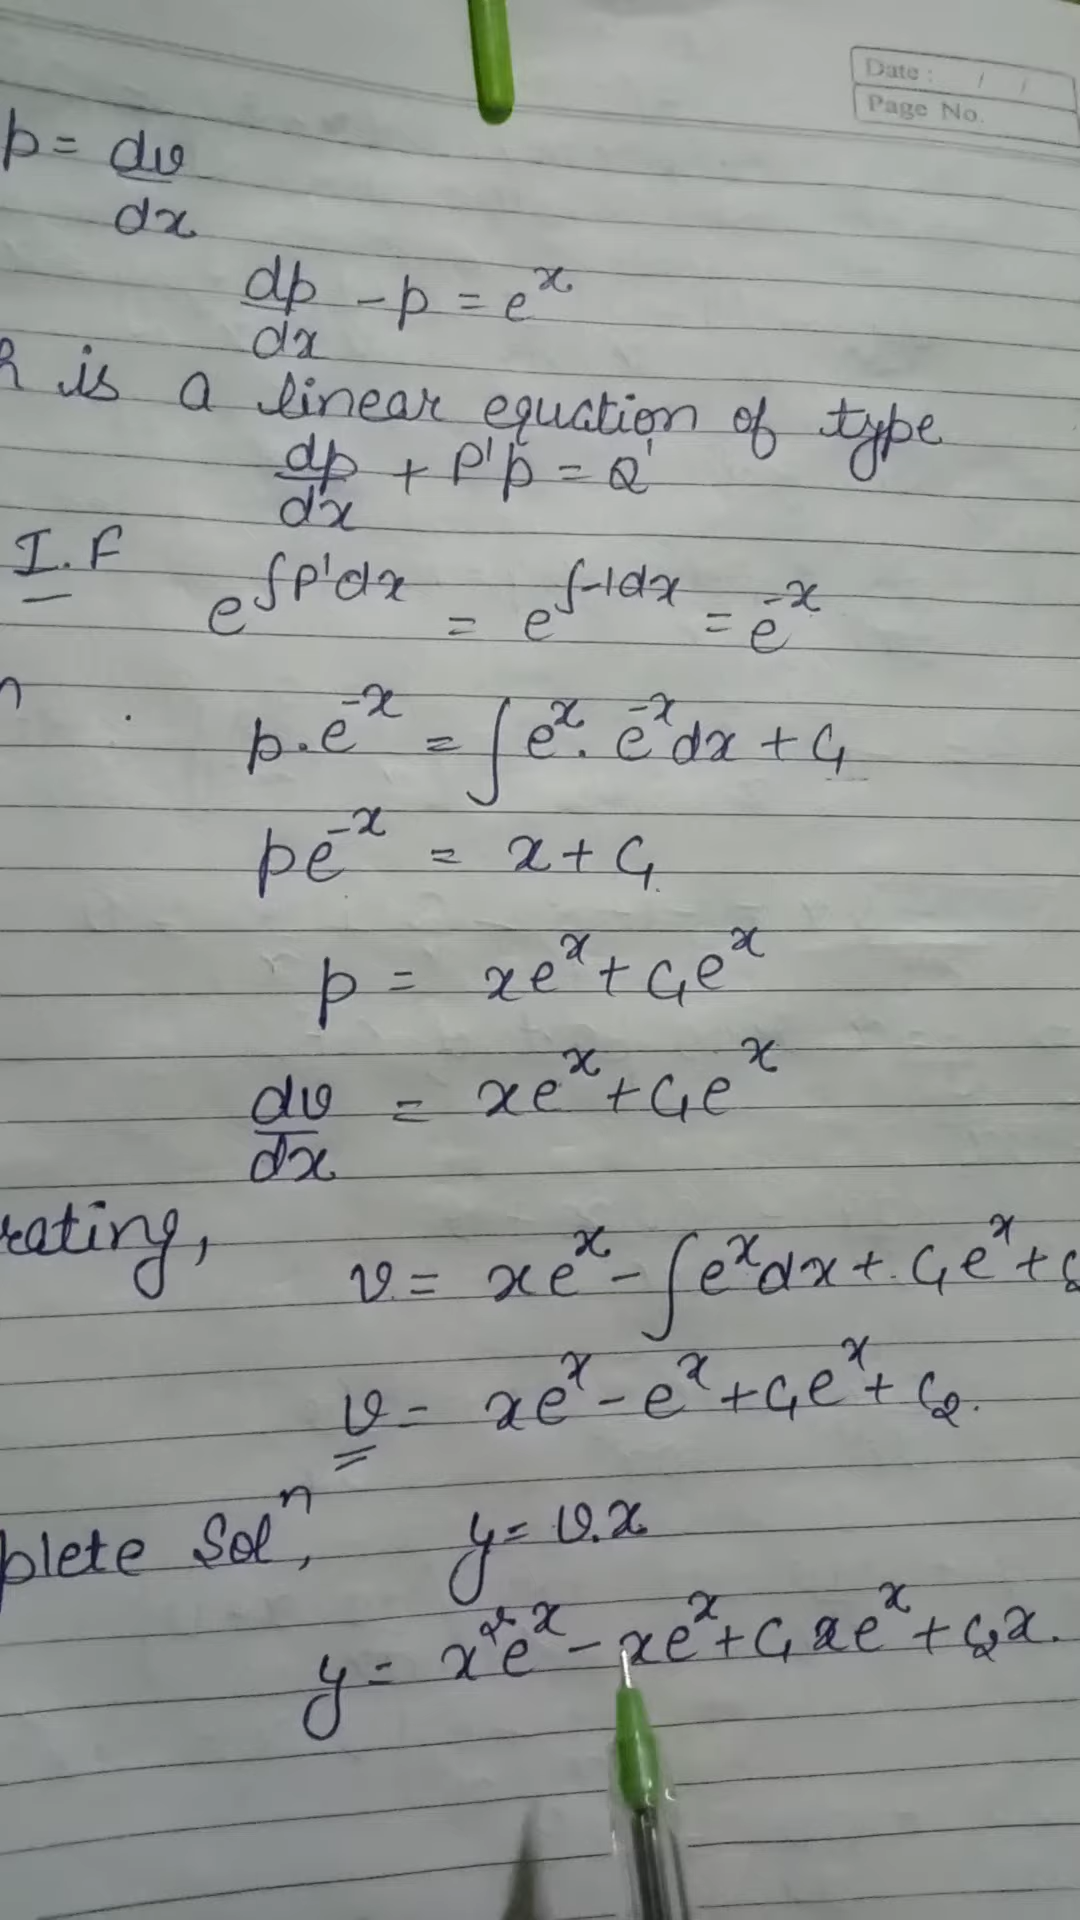 Date : / /
Page No.
p = dv/dx
dp/dx - p = e^x
is a linear equation of type
dp/dx + P'p = Q'
I.F
e^∫P'dx = e^∫-1dx = e^-x
p.e^-x = ∫e^x. e^-x dx + C1
pe^-x = x + C1
p = xe^x + C1e^x
dv/dx = xe^x + C1e^x
rating,
v = xe^x - ∫e^x dx + C1e^x + C
v = xe^x - e^x + C1e^x + C2.
plete Sol^n, y = v.x
y = x^2e^x - xe^x + C1xe^x + C2x.